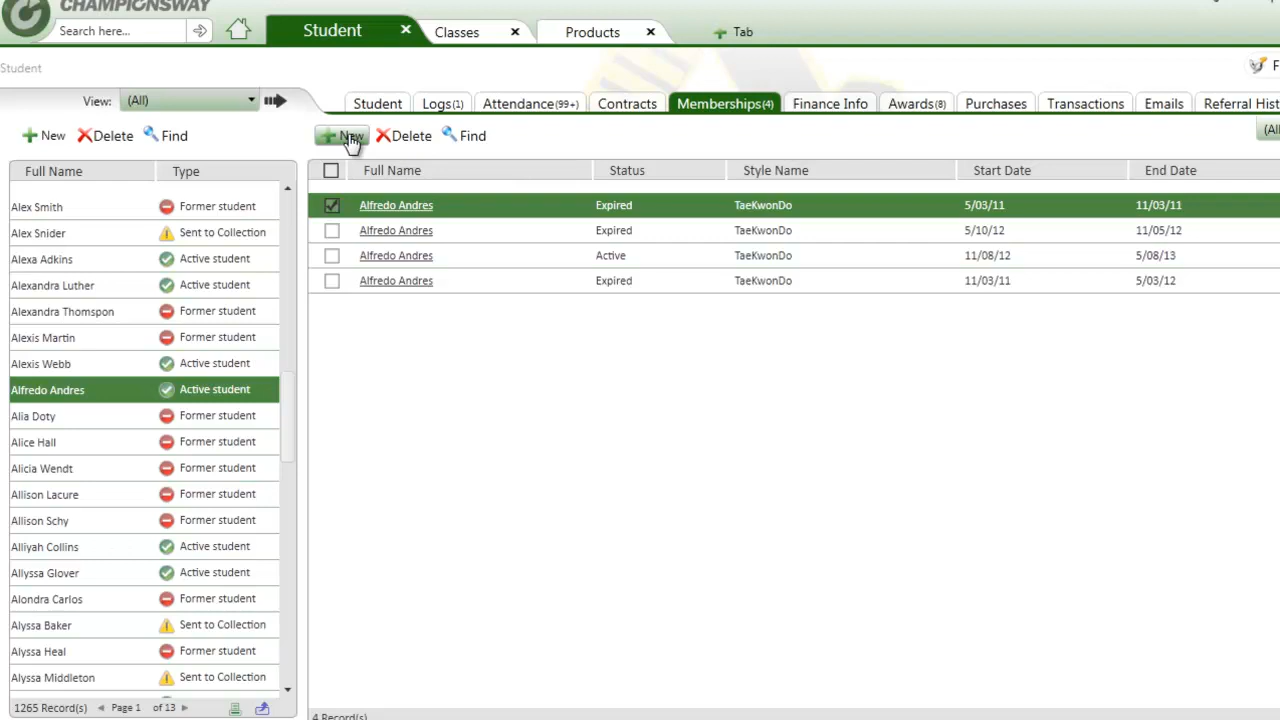 CHAMPIONSWAY
Search here...
Student
Classes
Products
Tab
Student
View: (All)
Student Logs(1) Attendance(99+) Contracts Memberships(4) Finance Info Awards(8) Purchases Transactions Emails Referral Hist
New Delete Find
New Delete Find
(Al
Full Name Type
Alex Smith Former student
Alex Snider Sent to Collection
Alexa Adkins Active student
Alexandra Luther Active student
Alexandra Thomspon Former student
Alexis Martin Former student
Alexis Webb Active student
Alfredo Andres Active student
Alia Doty Former student
Alice Hall Former student
Alicia Wendt Former student
Allison Lacure Former student
Allison Schy Former student
Alliyah Collins Active student
Allyssa Glover Active student
Alondra Carlos Former student
Alyssa Baker Sent to Collection
Alyssa Heal Former student
Alyssa Middleton Sent to Collection
1265 Record(s) Page 1 of 13
Full Name Status Style Name Start Date End Date
Alfredo Andres Expired TaeKwonDo 5/03/11 11/03/11
Alfredo Andres Expired TaeKwonDo 5/10/12 11/05/12
Alfredo Andres Active TaeKwonDo 11/08/12 5/08/13
Alfredo Andres Expired TaeKwonDo 11/03/11 5/03/12
4 Record(s)